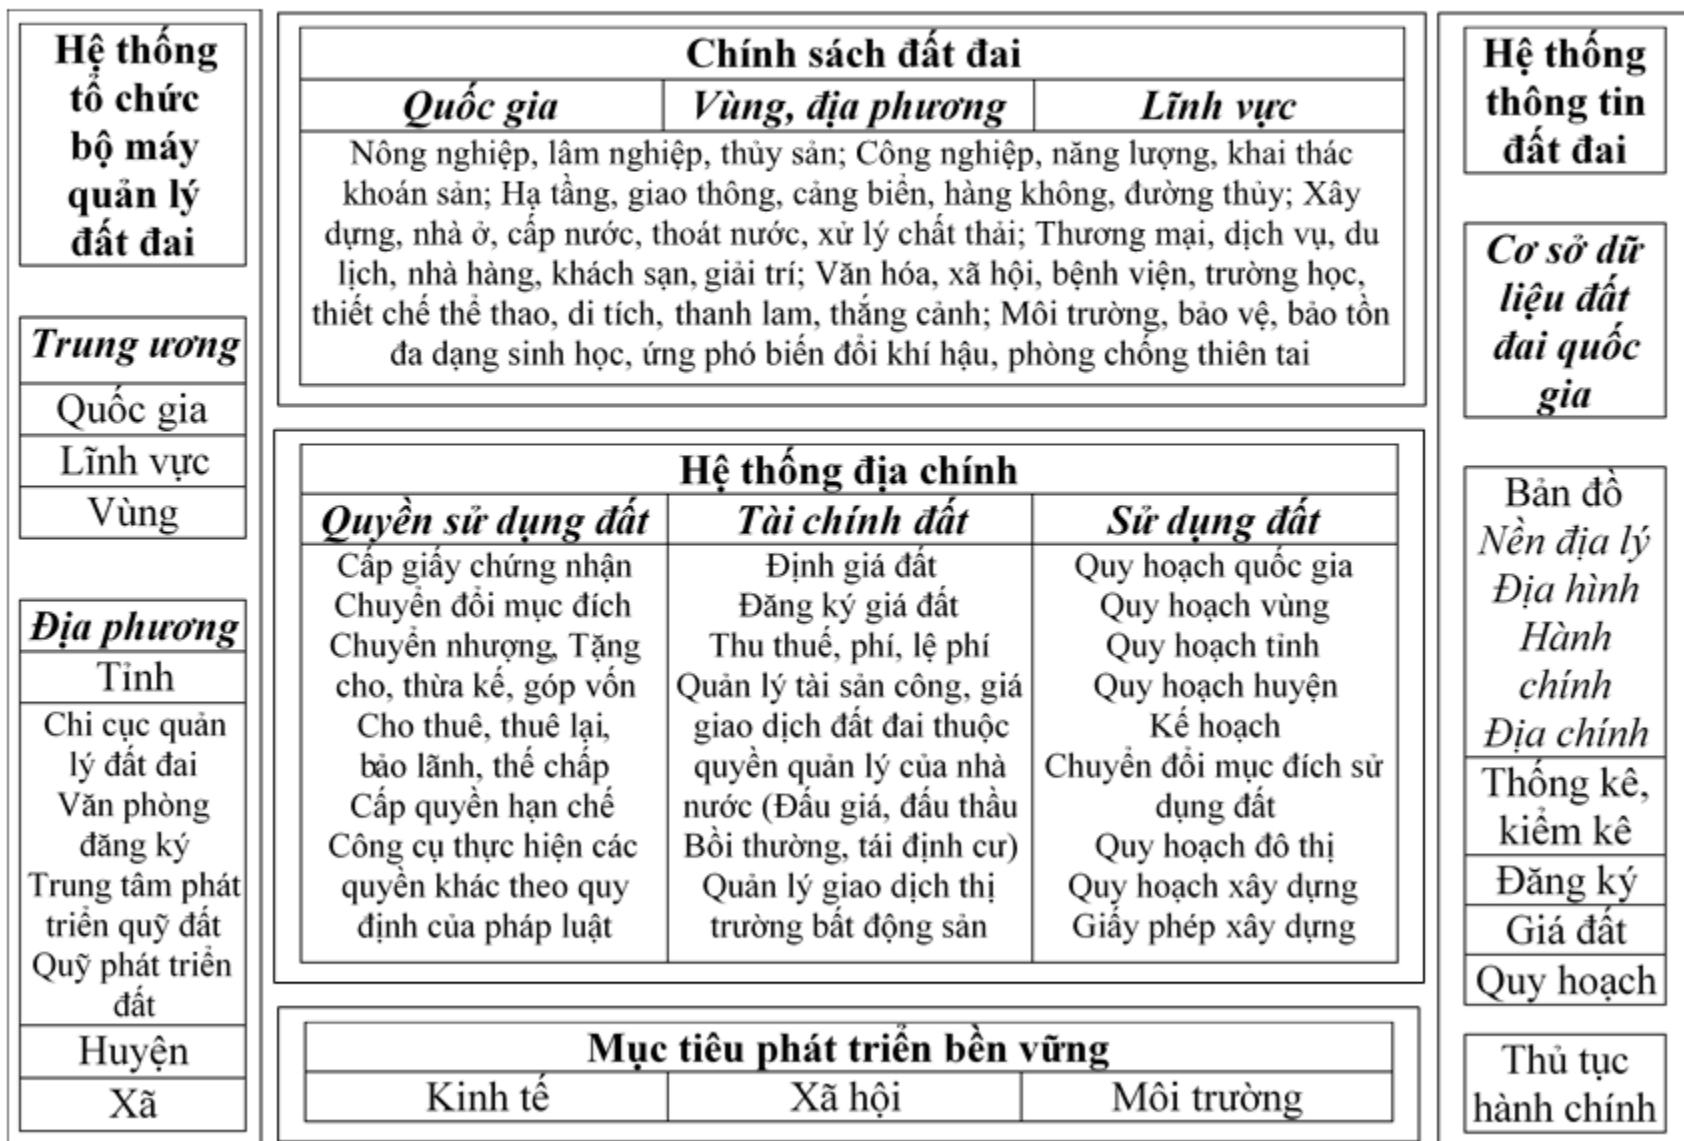 Hệ thống
tổ chức
bộ máy
quản lý
đất đai
Trung ương
Quốc gia
Lĩnh vực
Vùng
Địa phương
Tỉnh
Chi cục quản
lý đất đai
Văn phòng
đăng ký
Trung tâm phát
triển quỹ đất
Quỹ phát triển
đất
Huyện
Xã
Chính sách đất đai
Quốc gia
Vùng, địa phương
Lĩnh vực
Nông nghiệp, lâm nghiệp, thủy sản; Công nghiệp, năng lượng, khai thác
khoán sản; Hạ tầng, giao thông, cảng biển, hàng không, đường thủy; Xây
dựng, nhà ở, cấp nước, thoát nước, xử lý chất thải; Thương mại, dịch vụ, du
lịch, nhà hàng, khách sạn, giải trí; Văn hóa, xã hội, bệnh viện, trường học,
thiết chế thể thao, di tích, thanh lam, thắng cảnh; Môi trường, bảo vệ, bảo tồn
đa dạng sinh học, ứng phó biến đổi khí hậu, phòng chống thiên tai
Hệ thống địa chính
Quyền sử dụng đất
Cấp giấy chứng nhận
Chuyển đổi mục đích
Chuyển nhượng, Tặng
cho, thừa kế, góp vốn
Cho thuê, thuê lại,
bảo lãnh, thế chấp
Cấp quyền hạn chế
Công cụ thực hiện các
quyền khác theo quy
định của pháp luật
Tài chính đất
Định giá đất
Đăng ký giá đất
Thu thuế, phí, lệ phí
Quản lý tài sản công, giá
giao dịch đất đai thuộc
quyền quản lý của nhà
nước (Đấu giá, đấu thầu
Bồi thường, tái định cư)
Quản lý giao dịch thị
trường bất động sản
Sử dụng đất
Quy hoạch quốc gia
Quy hoạch vùng
Quy hoạch tỉnh
Quy hoạch huyện
Kế hoạch
Chuyển đổi mục đích sử
dụng đất
Quy hoạch đô thị
Quy hoạch xây dựng
Giấy phép xây dựng
Mục tiêu phát triển bền vững
Kinh tế
Xã hội
Môi trường
Hệ thống
thông tin
đất đai
Cơ sở dữ
liệu đất
đai quốc
gia
Bản đồ
Nền địa lý
Địa hình
Hành
chính
Địa chính
Thống kê,
kiểm kê
Đăng ký
Giá đất
Quy hoạch
Thủ tục
hành chính